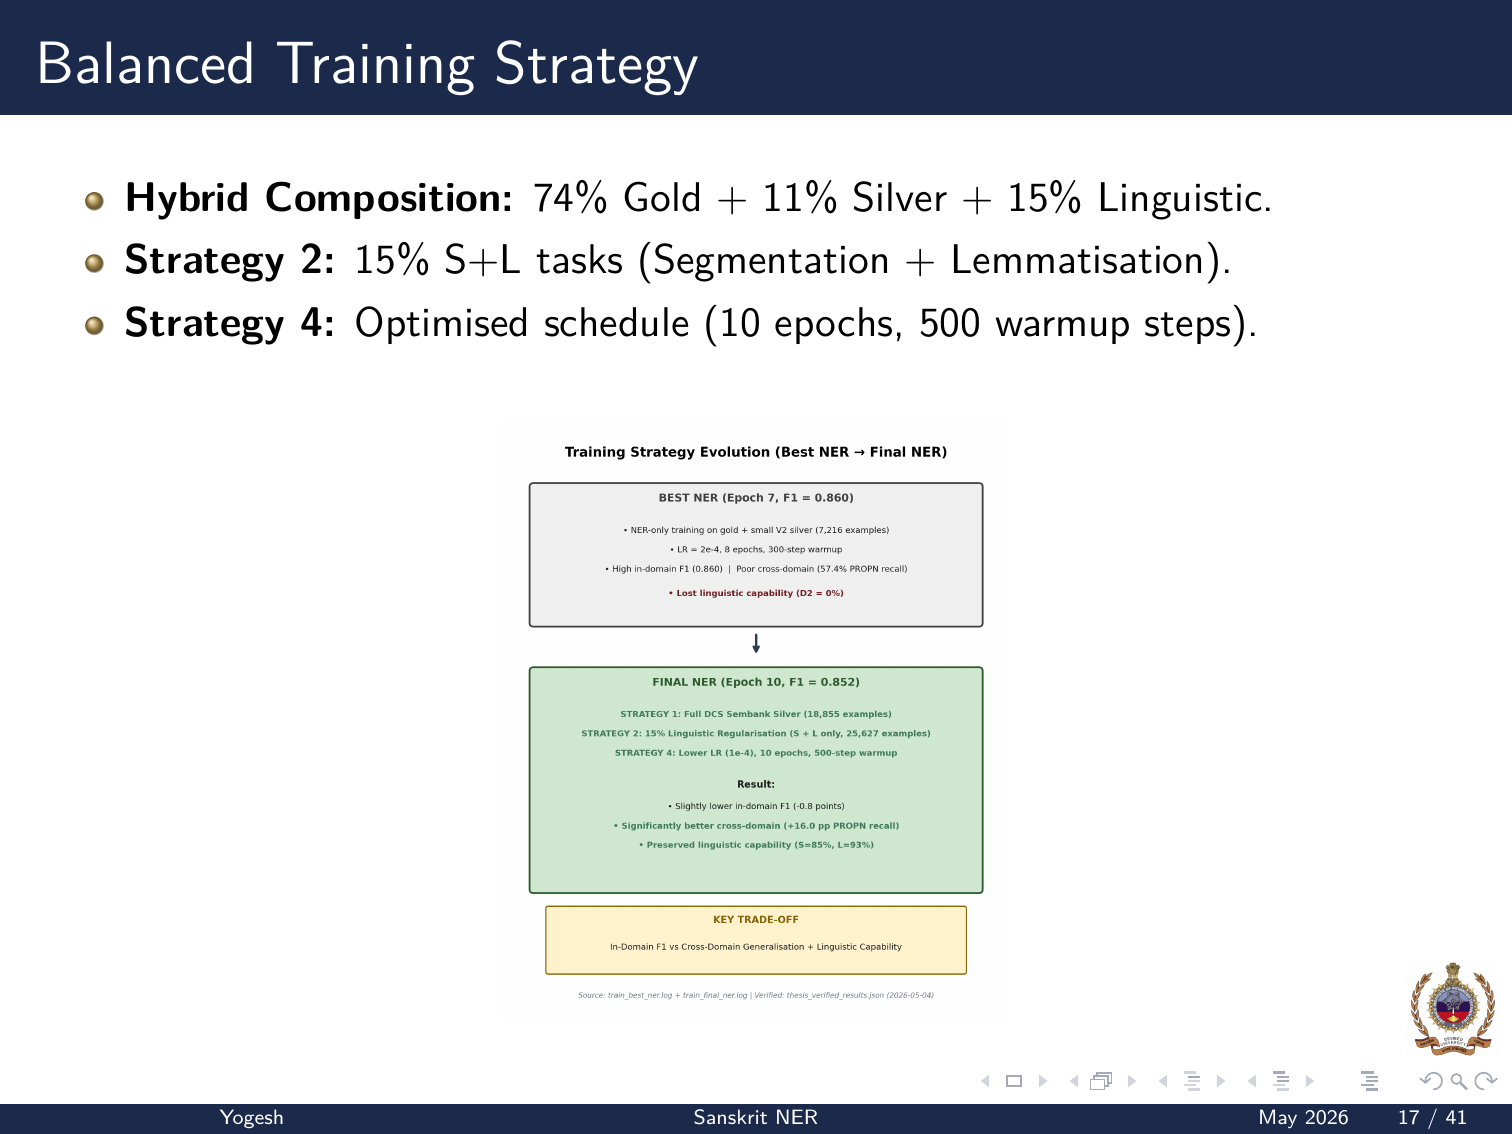 Balanced Training Strategy
Hybrid Composition: 74% Gold + 11% Silver + 15% Linguistic.
Strategy 2: 15% S+L tasks (Segmentation + Lemmatisation).
Strategy 4: Optimised schedule (10 epochs, 500 warmup steps).
Training Strategy Evolution (Best NER → Final NER)
BEST NER (Epoch 7, F1 = 0.860)
• NER-only training on gold + small V2 silver (7,216 examples)
• LR = 2e-4, 8 epochs, 300-step warmup
• High in-domain F1 (0.860) | Poor cross-domain (57.4% PROPN recall)
• Lost linguistic capability (D2 = 0%)
FINAL NER (Epoch 10, F1 = 0.852)
STRATEGY 1: Full DCS Sembank Silver (18,855 examples)
STRATEGY 2: 15% Linguistic Regularisation (S + L only, 25,627 examples)
STRATEGY 4: Lower LR (1e-4), 10 epochs, 500-step warmup
Result:
• Slightly lower in-domain F1 (-0.8 points)
• Significantly better cross-domain (+16.0 pp PROPN recall)
• Preserved linguistic capability (S=85%, L=93%)
KEY TRADE-OFF
In-Domain F1 vs Cross-Domain Generalisation + Linguistic Capability
Source: train_best_ner.log + train_final_ner.log | Verified: thesis_verified_results.json (2026-05-04)
Yogesh
Sanskrit NER
May 2026
17 / 41